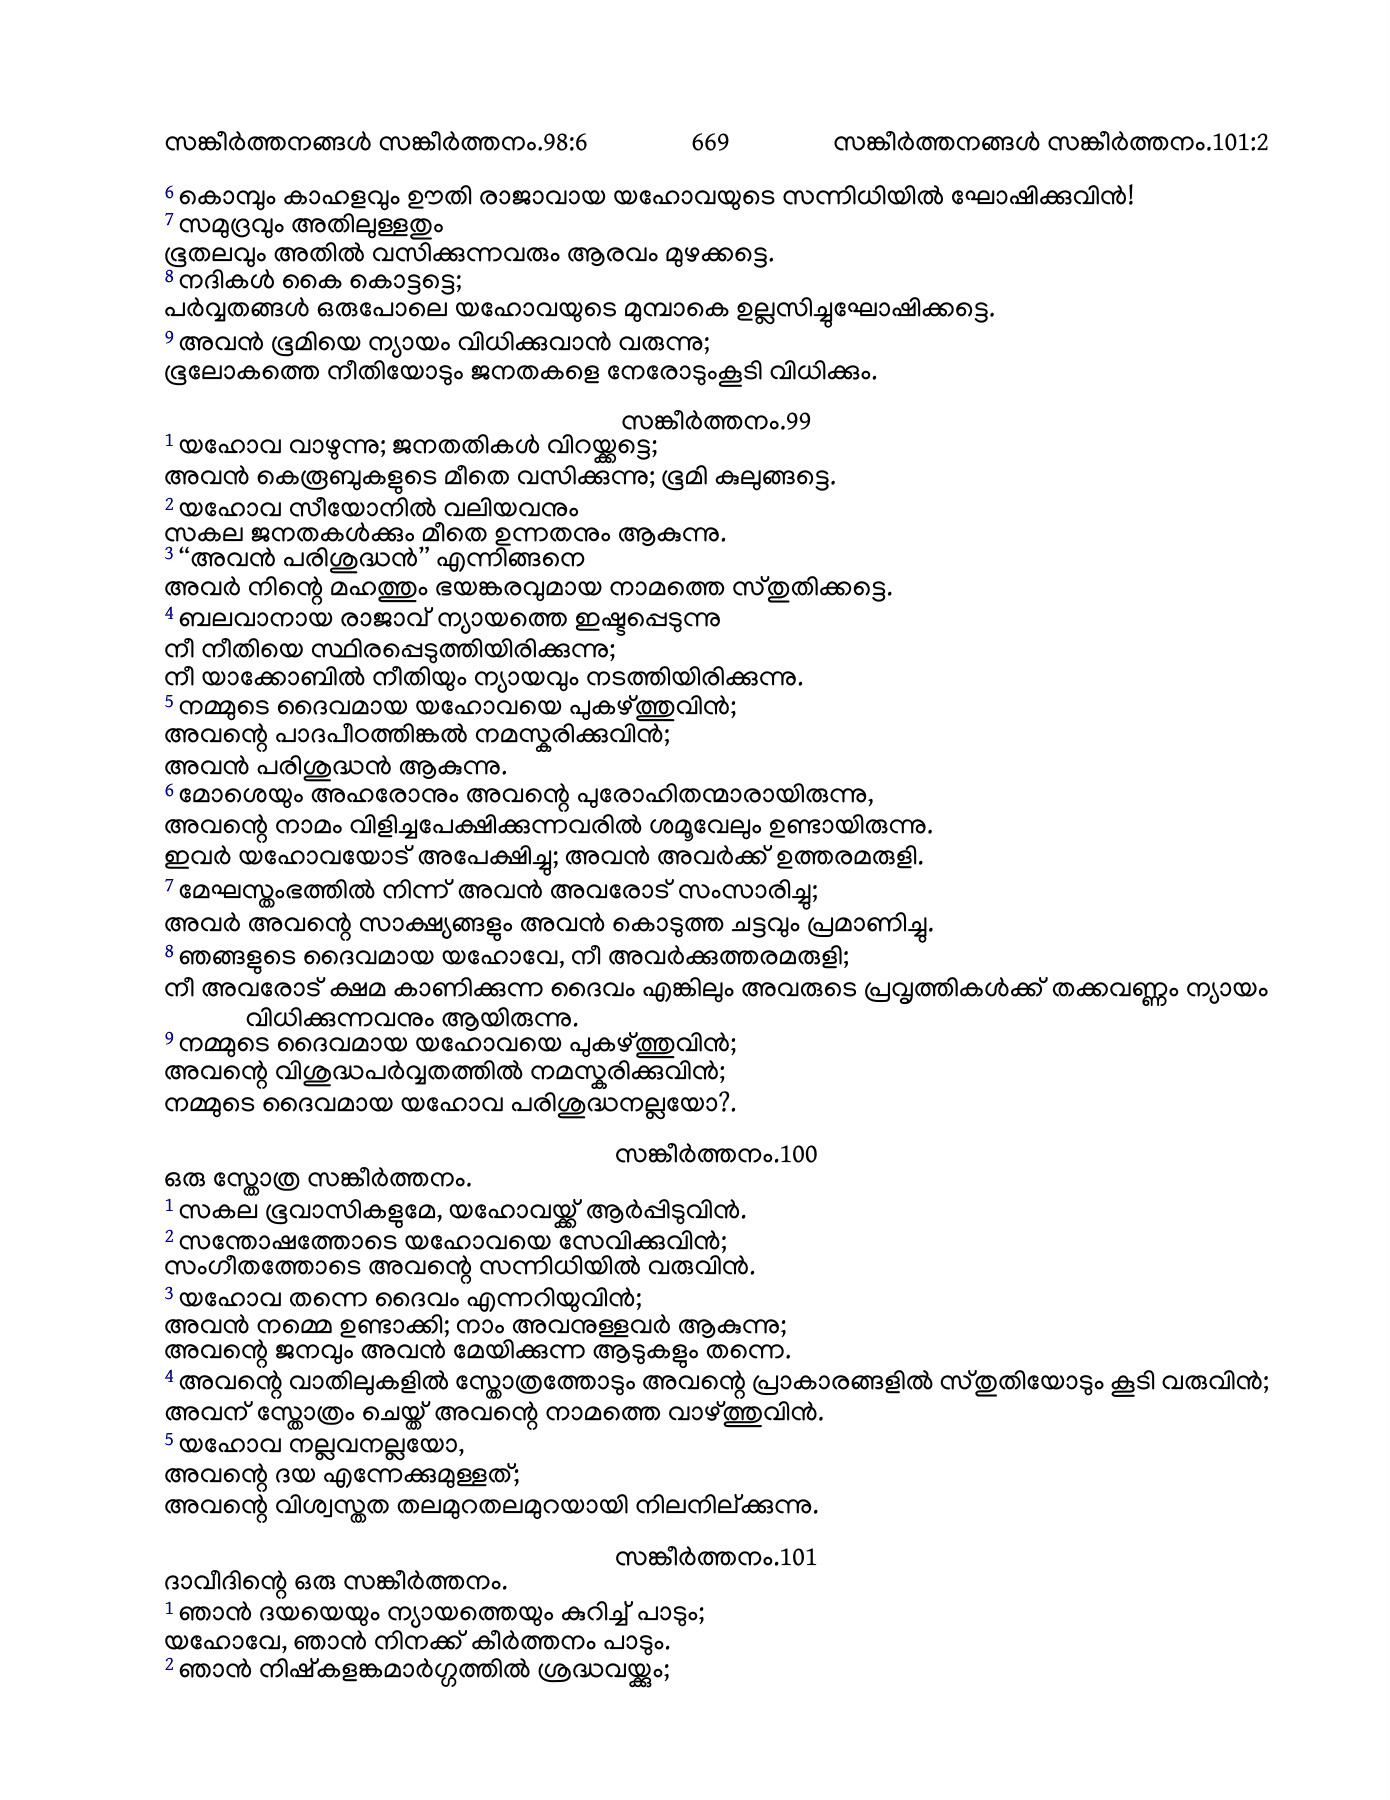 സങ്കീർത്തനങ്ങൾ സങ്കീർത്തനം.98:6 669 സങ്കീർത്തനങ്ങൾ സങ്കീർത്തനം.101:2
6 കൊമ്പും കാഹളവും ഊതി രാജാവായ യഹോവയുടെ സന്നിധിയിൽ ഘോഷിക്കുവിൻ!
7 സമുദ്രവും അതിലുള്ളതും
ഭൂതലവും അതിൽ വസിക്കുന്നവരും ആരവം മുഴക്കട്ടെ.
8 നദികൾ കൈ കൊട്ടട്ടെ;
പർവ്വതങ്ങൾ ഒരുപോലെ യഹോവയുടെ മുമ്പാകെ ഉല്ലസിച്ചുഘോഷിക്കട്ടെ.
9 അവൻ ഭൂമിയെ ന്യായം വിധിക്കുവാൻ വരുന്നു;
ഭൂലോകത്തെ നീതിയോടും ജനതകളെ നേരോടുംകൂടി വിധിക്കും.
സങ്കീർത്തനം.99
1 യഹോവ വാഴുന്നു; ജനതതികൾ വിറയ്ക്കട്ടെ;
അവൻ കെരൂബുകളുടെ മീതെ വസിക്കുന്നു; ഭൂമി കുലുങ്ങട്ടെ.
2 യഹോവ സീയോനിൽ വലിയവനും
സകല ജനതകൾക്കും മീതെ ഉന്നതനും ആകുന്നു.
3 “അവൻ പരിശുദ്ധൻ” എന്നിങ്ങനെ
അവർ നിന്റെ മഹത്തും ഭയങ്കരവുമായ നാമത്തെ സ്തുതിക്കട്ടെ.
4 ബലവാനായ രാജാവ് ന്യായത്തെ ഇഷ്ടപ്പെടുന്നു
നീ നീതിയെ സ്ഥിരപ്പെടുത്തിയിരിക്കുന്നു;
നീ യാക്കോബിൽ നീതിയും ന്യായവും നടത്തിയിരിക്കുന്നു.
5 നമ്മുടെ ദൈവമായ യഹോവയെ പുകഴ്ത്തുവിൻ;
അവന്റെ പാദപീഠത്തിങ്കൽ നമസ്കരിക്കുവിൻ;
അവൻ പരിശുദ്ധൻ ആകുന്നു.
6 മോശെയും അഹരോനും അവന്റെ പുരോഹിതന്മാരായിരുന്നു,
അവന്റെ നാമം വിളിച്ചപേക്ഷിക്കുന്നവരിൽ ശമൂവേലും ഉണ്ടായിരുന്നു.
ഇവർ യഹോവയോട് അപേക്ഷിച്ചു; അവൻ അവർക്ക് ഉത്തരമരുളി.
7 മേഘസ്തംഭത്തിൽ നിന്ന് അവൻ അവരോട് സംസാരിച്ചു;
അവർ അവന്റെ സാക്ഷ്യങ്ങളും അവൻ കൊടുത്ത ചട്ടവും പ്രമാണിച്ചു.
8 ഞങ്ങളുടെ ദൈവമായ യഹോവേ, നീ അവർക്കുത്തരമരുളി;
നീ അവരോട് ക്ഷമ കാണിക്കുന്ന ദൈവം എങ്കിലും അവരുടെ പ്രവൃത്തികൾക്ക് തക്കവണ്ണം ന്യായം
വിധിക്കുന്നവനും ആയിരുന്നു.
9 നമ്മുടെ ദൈവമായ യഹോവയെ പുകഴ്ത്തുവിൻ;
അവന്റെ വിശുദ്ധപർവ്വതത്തിൽ നമസ്കരിക്കുവിൻ;
നമ്മുടെ ദൈവമായ യഹോവ പരിശുദ്ധനല്ലയോ?.
സങ്കീർത്തനം.100
ഒരു സ്തോത്ര സങ്കീർത്തനം.
1 സകല ഭൂവാസികളുമേ, യഹോവയ്ക്ക് ആർപ്പിടുവിൻ.
2 സന്തോഷത്തോടെ യഹോവയെ സേവിക്കുവിൻ;
സംഗീതത്തോടെ അവന്റെ സന്നിധിയിൽ വരുവിൻ.
3 യഹോവ തന്നെ ദൈവം എന്നറിയുവിൻ;
അവൻ നമ്മെ ഉണ്ടാക്കി; നാം അവനുള്ളവർ ആകുന്നു;
അവന്റെ ജനവും അവൻ മേയിക്കുന്ന ആടുകളും തന്നെ.
4 അവന്റെ വാതിലുകളിൽ സ്തോത്രത്തോടും അവന്റെ പ്രാകാരങ്ങളിൽ സ്തുതിയോടും കൂടി വരുവിൻ;
അവന് സ്തോത്രം ചെയ്ത് അവന്റെ നാമത്തെ വാഴ്ത്തുവിൻ.
5 യഹോവ നല്ലവനല്ലയോ,
അവന്റെ ദയ എന്നേക്കുമുള്ളത്;
അവന്റെ വിശ്വസ്തത തലമുറതലമുറയായി നിലനില്ക്കുന്നു.
സങ്കീർത്തനം.101
ദാവീദിന്റെ ഒരു സങ്കീർത്തനം.
1 ഞാൻ ദയയെയും ന്യായത്തെയും കുറിച്ച് പാടും;
യഹോവേ, ഞാൻ നിനക്ക് കീർത്തനം പാടും.
2 ഞാൻ നിഷ്കളങ്കമാർഗ്ഗത്തിൽ ശ്രദ്ധവയ്ക്കും;